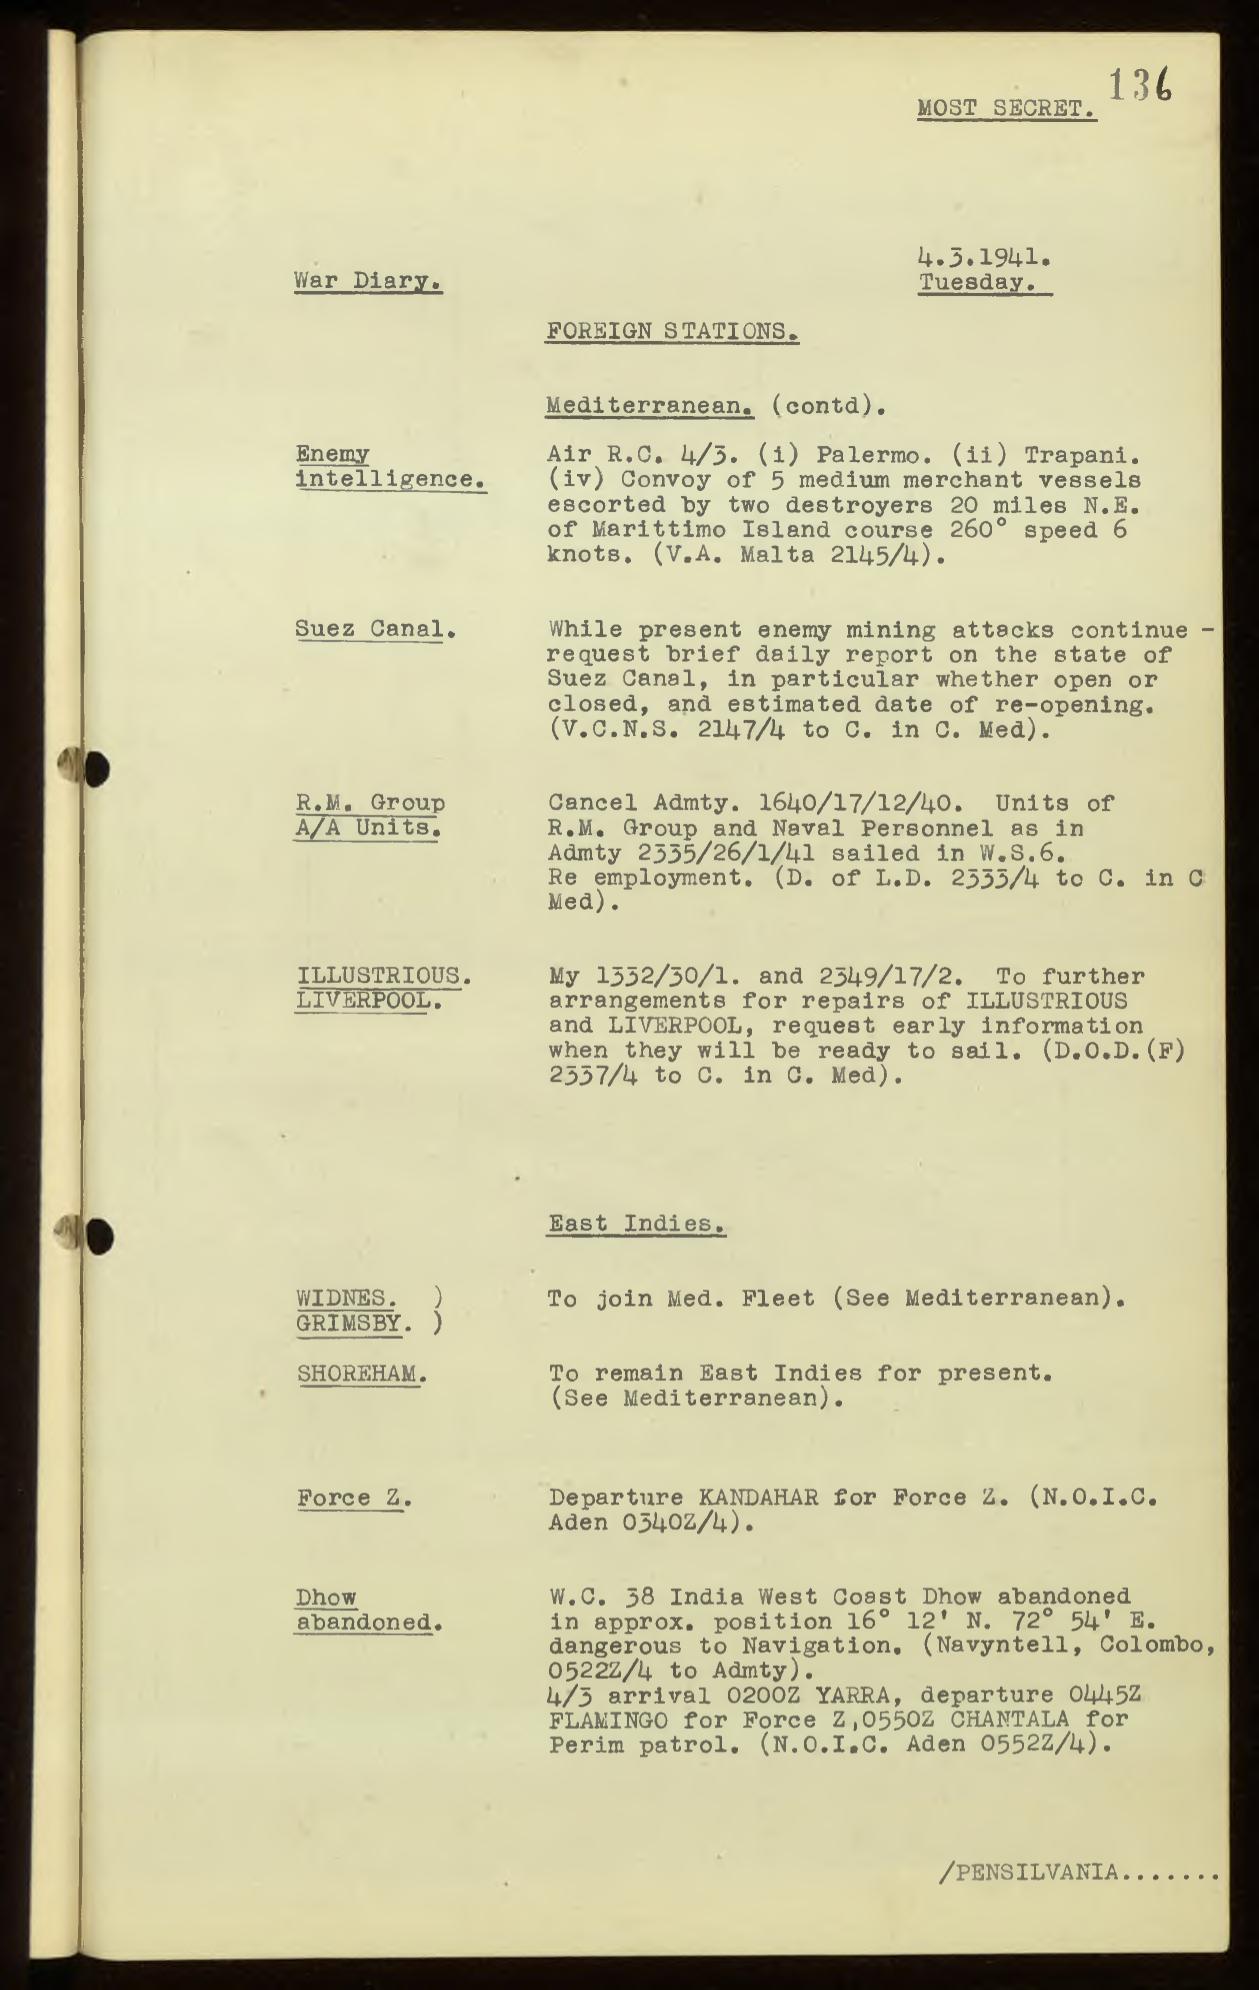 136
MOST SECRET.
4.3.1941.
War Diary.
Tuesday.
FOREIGN STATIONS.
Mediterranean. (contd).
Enemy
intelligence.
Air R.C. 4/3. (i) Palermo. (ii) Trapani.
(iv) Convoy of 5 medium merchant vessels
escorted by two destroyers 20 miles N.E.
of Marittimo Island course 260° speed 6
knots. (V.A. Malta 2145/4).
Suez Canal.
While present enemy mining attacks continue -
request brief daily report on the state of
Suez Canal, in particular whether open or
closed, and estimated date of re-opening.
(V.C.N.S. 2147/4 to C. in C. Med).
R.M. Group
A/A Units.
Cancel Admty. 1640/17/12/40. Units of
R.M. Group and Naval Personnel as in
Admty 2335/26/1/41 sailed in W.S.6.
Re employment. (D. of L.D. 2333/4 to C. in C
Med).
ILLUSTRIOUS.
LIVERPOOL.
My 1332/30/1. and 2349/17/2. To further
arrangements for repairs of ILLUSTRIOUS
and LIVERPOOL, request early information
when they will be ready to sail. (D.O.D.(F)
2337/4 to C. in C. Med).
East Indies.
WIDNES. )
GRIMSBY. )
To join Med. Fleet (See Mediterranean).
SHOREHAM.
To remain East Indies for present.
(See Mediterranean).
Force Z.
Departure KANDAHAR for Force Z. (N.O.I.C.
Aden 0340Z/4).
Dhow
abandoned.
W.C. 38 India West Coast Dhow abandoned
in approx. position 16° 12' N. 72° 54' E.
dangerous to Navigation. (Navyntell, Colombo,
0522Z/4 to Admty).
4/3 arrival 0200Z YARRA, departure 0445Z
FLAMINGO for Force Z,0550Z CHANTALA for
Perim patrol. (N.O.I.C. Aden 0552Z/4).
/PENSILVANIA.......